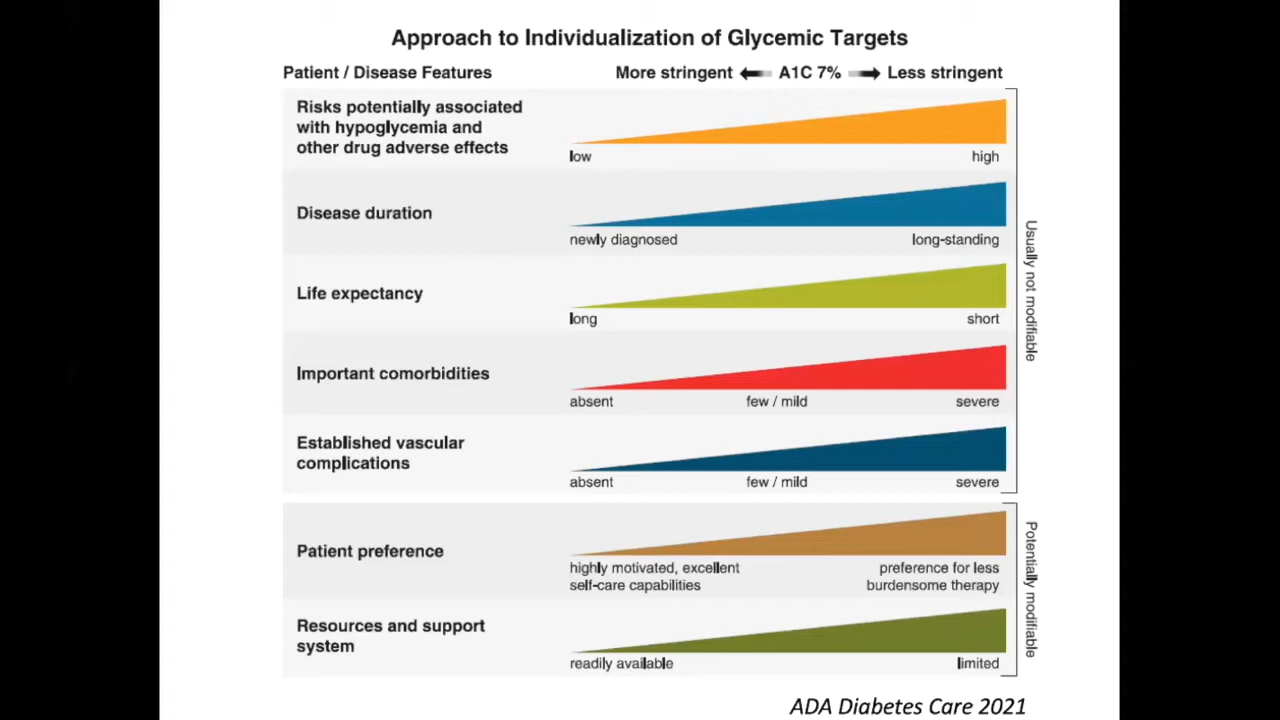 Approach to Individualization of Glycemic Targets
Patient / Disease Features
More stringent A1C 7% Less stringent
Risks potentially associated
with hypoglycemia and
other drug adverse effects
low high
Disease duration
newly diagnosed long-standing
Life expectancy
long short
Important comorbidities
absent few / mild severe
Established vascular
complications
absent few / mild severe
Usually not modifiable
Patient preference
highly motivated, excellent
self-care capabilities
preference for less
burdensome therapy
Resources and support
system
readily available limited
Potentially modifiable
ADA Diabetes Care 2021